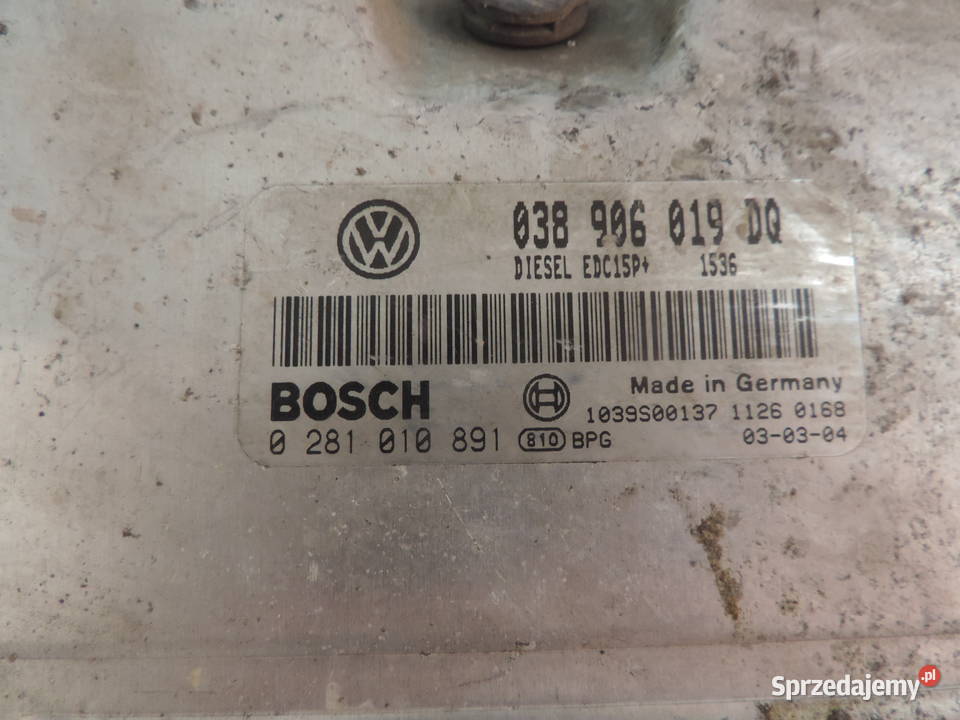 VW 038 906 019 DQ
DIESEL EDC15P+ 1536
BOSCH Made in Germany
1039S00137 1126 0168
0 281 010 891 810 BPG 03-03-04
Sprzedajemy.pl